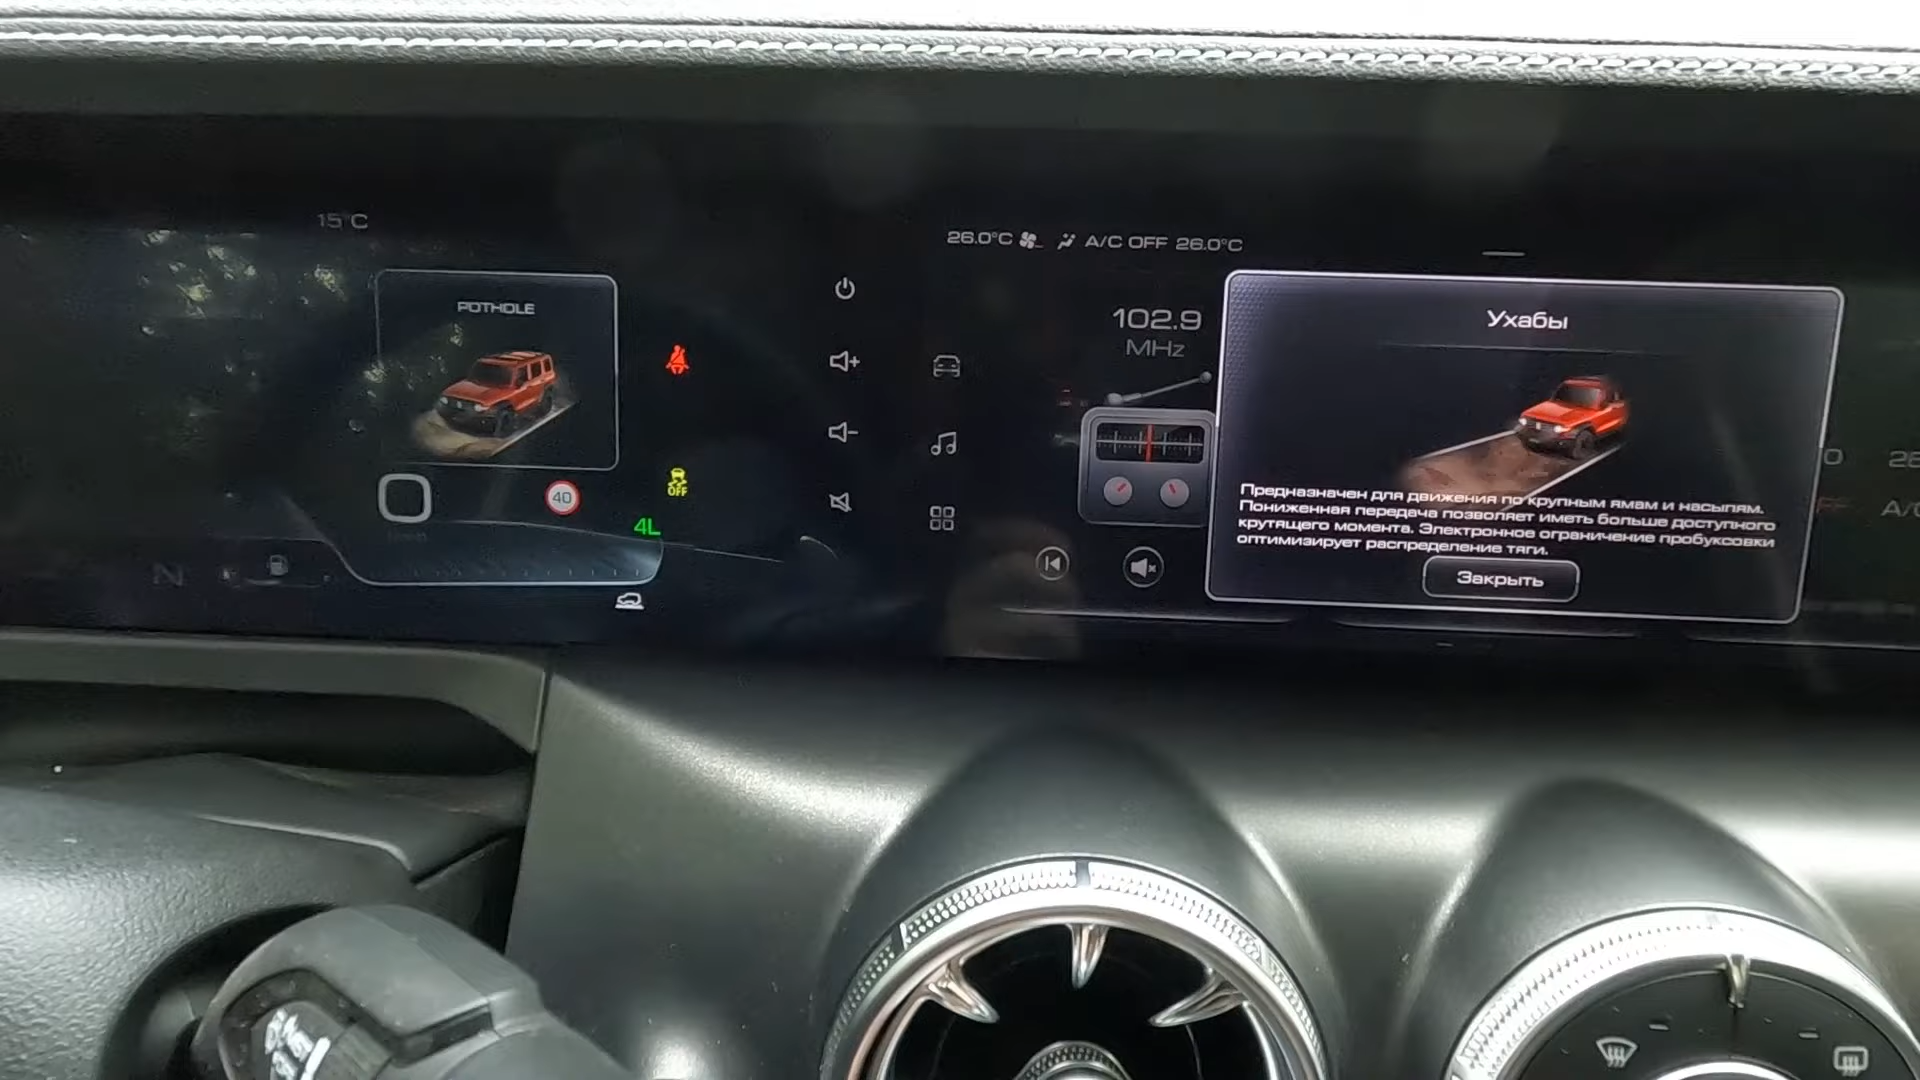 15°C
POTHOLE
40
OFF
4L
N
26.0°C A/C OFF 26.0°C
102.9
MHz
Ухабы
Предназначен для движения по крупным ямам и насыпям.
Пониженная передача позволяет иметь больше доступного
крутящего момента. Электронное ограничение пробуксовки
оптимизирует распределение тяги.
Закрыть